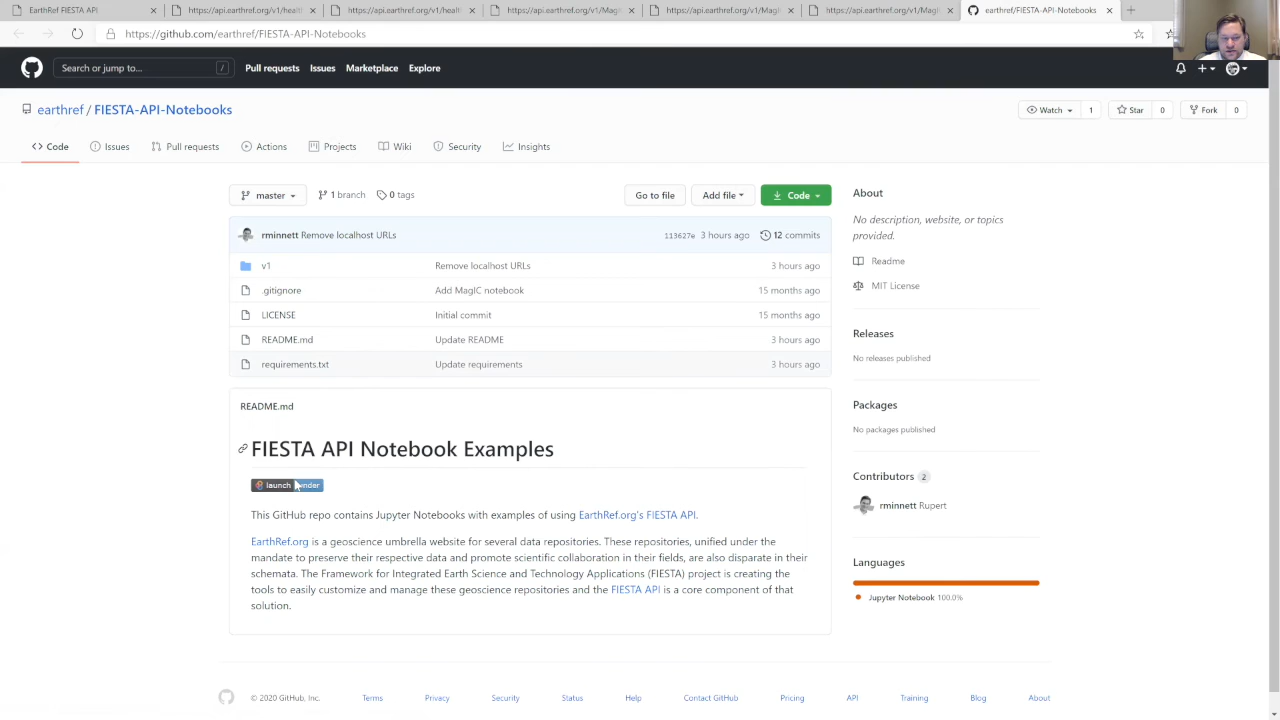 EarthRef FIESTA API
https://api.earthref.org/v1/healt
https://api.earthref.org/v1/healt
https://api.earthref.org/v1/MagI
https://api.earthref.org/v1/MagI
https://api.earthref.org/v1/MagI
earthref/FIESTA-API-Notebooks
https://github.com/earthref/FIESTA-API-Notebooks
Search or jump to...
/
Pull requests
Issues
Marketplace
Explore
earthref / FIESTA-API-Notebooks
Watch
1
Star
0
Fork
0
Code
Issues
Pull requests
Actions
Projects
Wiki
Security
Insights
master
1 branch
0 tags
Go to file
Add file
Code
rminnett Remove localhost URLs
113627e 3 hours ago
12 commits
v1
Remove localhost URLs
3 hours ago
.gitignore
Add MagIC notebook
15 months ago
LICENSE
Initial commit
15 months ago
README.md
Update README
3 hours ago
requirements.txt
Update requirements
3 hours ago
README.md
FIESTA API Notebook Examples
launch
This GitHub repo contains Jupyter Notebooks with examples of using EarthRef.org's FIESTA API.
EarthRef.org is a geoscience umbrella website for several data repositories. These repositories, unified under the
mandate to preserve their respective data and promote scientific collaboration in their fields, are also disparate in their
schemata. The Framework for Integrated Earth Science and Technology Applications (FIESTA) project is creating the
tools to easily customize and manage these geoscience repositories and the FIESTA API is a core component of that
solution.
About
No description, website, or topics
provided.
Readme
MIT License
Releases
No releases published
Packages
No packages published
Contributors 2
rminnett Rupert
Languages
Jupyter Notebook 100.0%
© 2020 GitHub, Inc.
Terms
Privacy
Security
Status
Help
Contact GitHub
Pricing
API
Training
Blog
About